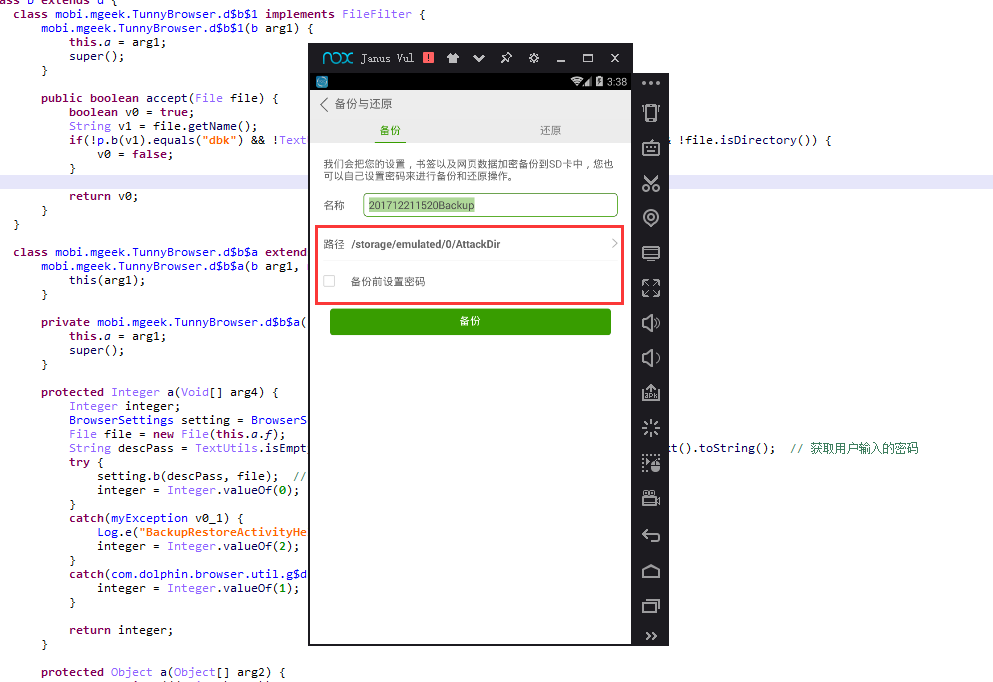 ass b extends d {
class mobi.mgeek.TunnyBrowser.d$b$1 implements FileFilter {
mobi.mgeek.TunnyBrowser.d$b$1(b arg1) {
this.a = arg1;
super();
}
public boolean accept(File file) {
boolean v0 = true;
String v1 = file.getName();
if(!p.b(v1).equals("dbk") && !Text & !file.isDirectory()) {
v0 = false;
}
return v0;
}
}
class mobi.mgeek.TunnyBrowser.d$b$a extend
mobi.mgeek.TunnyBrowser.d$b$a(b arg1,
this(arg1);
}
private mobi.mgeek.TunnyBrowser.d$b$a(
this.a = arg1;
super();
}
protected Integer a(Void[] arg4) {
Integer integer;
BrowserSettings setting = BrowserS
File file = new File(this.a.f);
String descPass = TextUtils.isEmpt xt().toString(); // 获取用户输入的密码
try {
setting.b(descPass, file); //
integer = Integer.valueOf(0);
}
catch(myException v0_1) {
Log.e("BackupRestoreActivityHe
integer = Integer.valueOf(2);
}
catch(com.dolphin.browser.util.g$d
integer = Integer.valueOf(1);
}
return integer;
}
protected Object a(Object[] arg2) {
nox Janus Vul !
3:38
备份与还原
备份 还原
我们会把您的设置，书签以及网页数据加密备份到SD卡中，您也
可以自己设置密码来进行备份和还原操作。
名称 201712211520Backup
路径 /storage/emulated/0/AttackDir
备份前设置密码
备份